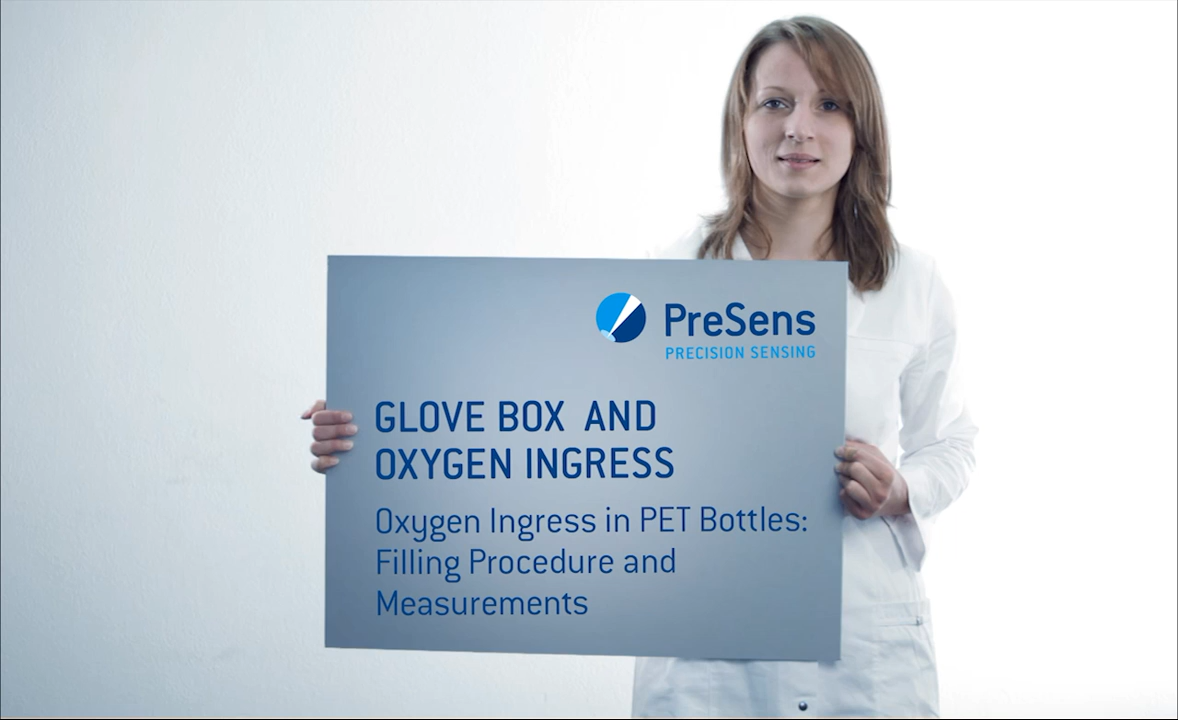 PreSens
PRECISION SENSING
GLOVE BOX AND
OXYGEN INGRESS
Oxygen Ingress in PET Bottles:
Filling Procedure and
Measurements